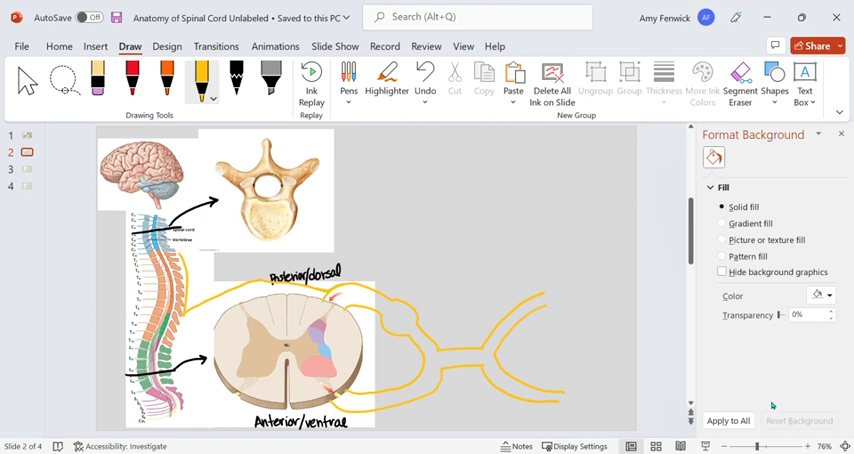 AutoSave Off Anatomy of Spinal Cord Unlabeled • Saved to this PC Search (Alt+Q) Amy Fenwick AF
File Home Insert Draw Design Transitions Animations Slide Show Record Review View Help Share
Ink Replay Pens Highlighter Undo Cut Copy Paste Delete All Ink on Slide Ungroup Group Thickness More Ink Colors Segment Eraser Shapes Text Box
Drawing Tools Replay New Group
1
2
3
4
spinal cord
Vertebrae
Posterior/dorsal
Anterior/ventral
Format Background
Fill
Solid fill
Gradient fill
Picture or texture fill
Pattern fill
Hide background graphics
Color
Transparency 0%
Apply to All Reset Background
Slide 2 of 4 Accessibility: Investigate Notes Display Settings 76%